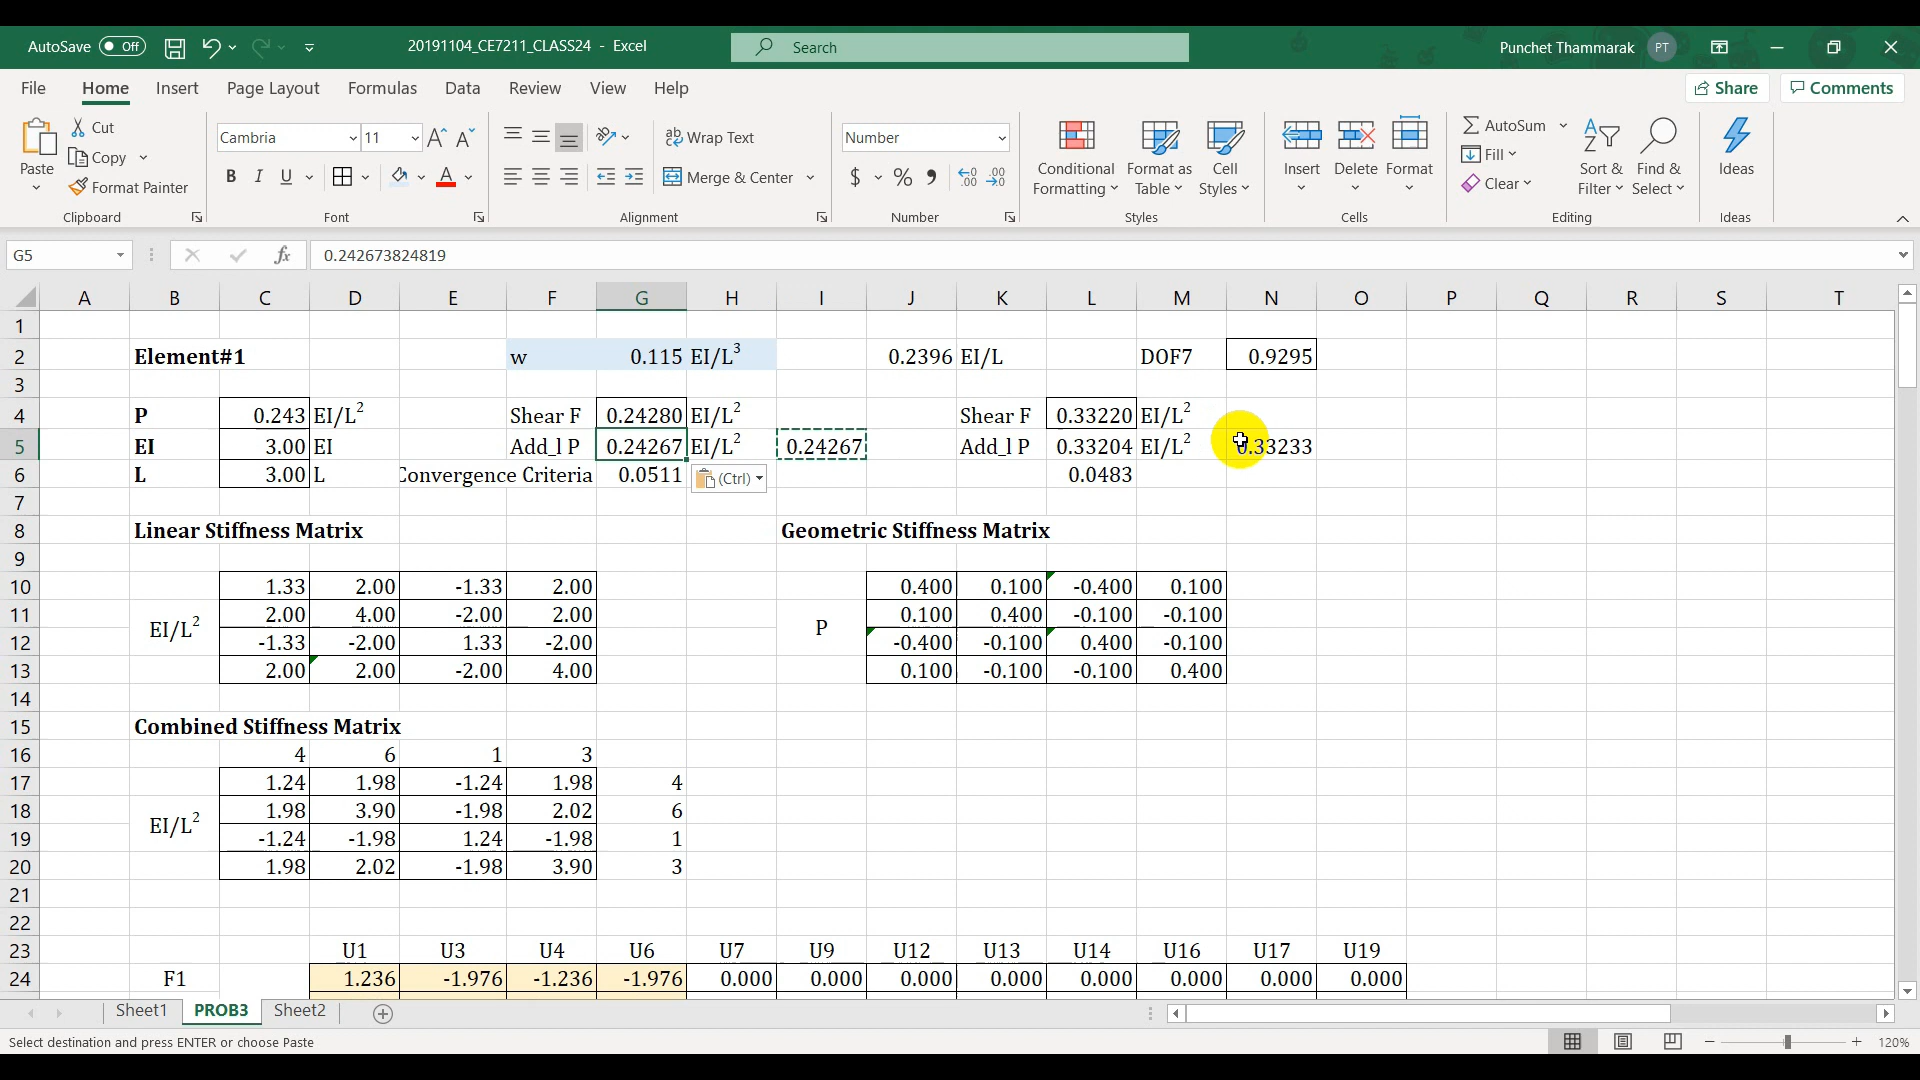 AutoSave Off 20191104_CE7211_CLASS24 - Excel Search Punchet Thammarak PT
File Home Insert Page Layout Formulas Data Review View Help Share Comments
Paste Cut Copy Format Painter Clipboard
Cambria 11 B I U A Font
Wrap Text Merge & Center Alignment
Number $ % Number
Conditional Formatting Format as Table Cell Styles Styles
Insert Delete Format Cells
AutoSum Fill Clear Sort & Filter Find & Select Editing
Ideas Ideas
G5 fx 0.242673824819
A B C D E F G H I J K L M N O P Q R S T
1
2 Element#1 w 0.115 EI/L3 0.2396 EI/L DOF7 0.9295
3
4 P 0.243 EI/L2 Shear F 0.24280 EI/L2 Shear F 0.33220 EI/L2
5 EI 3.00 EI Add_l P 0.24267 EI/L2 0.24267 Add_l P 0.33204 EI/L2 0.33233
6 L 3.00 L Convergence Criteria 0.0511 (Ctrl) 0.0483
7
8 Linear Stiffness Matrix Geometric Stiffness Matrix
9
10 1.33 2.00 -1.33 2.00 0.400 0.100 -0.400 0.100
11 2.00 4.00 -2.00 2.00 0.100 0.400 -0.100 -0.100
EI/L2 P
12 -1.33 -2.00 1.33 -2.00 -0.400 -0.100 0.400 -0.100
13 2.00 2.00 -2.00 4.00 0.100 -0.100 -0.100 0.400
14
15 Combined Stiffness Matrix
16 4 6 1 3
17 1.24 1.98 -1.24 1.98 4
18 1.98 3.90 -1.98 2.02 6
EI/L2
19 -1.24 -1.98 1.24 -1.98 1
20 1.98 2.02 -1.98 3.90 3
21
22
23 U1 U3 U4 U6 U7 U9 U12 U13 U14 U16 U17 U19
24 F1 1.236 -1.976 -1.236 -1.976 0.000 0.000 0.000 0.000 0.000 0.000 0.000 0.000
Sheet1 PROB3 Sheet2
Select destination and press ENTER or choose Paste 120%